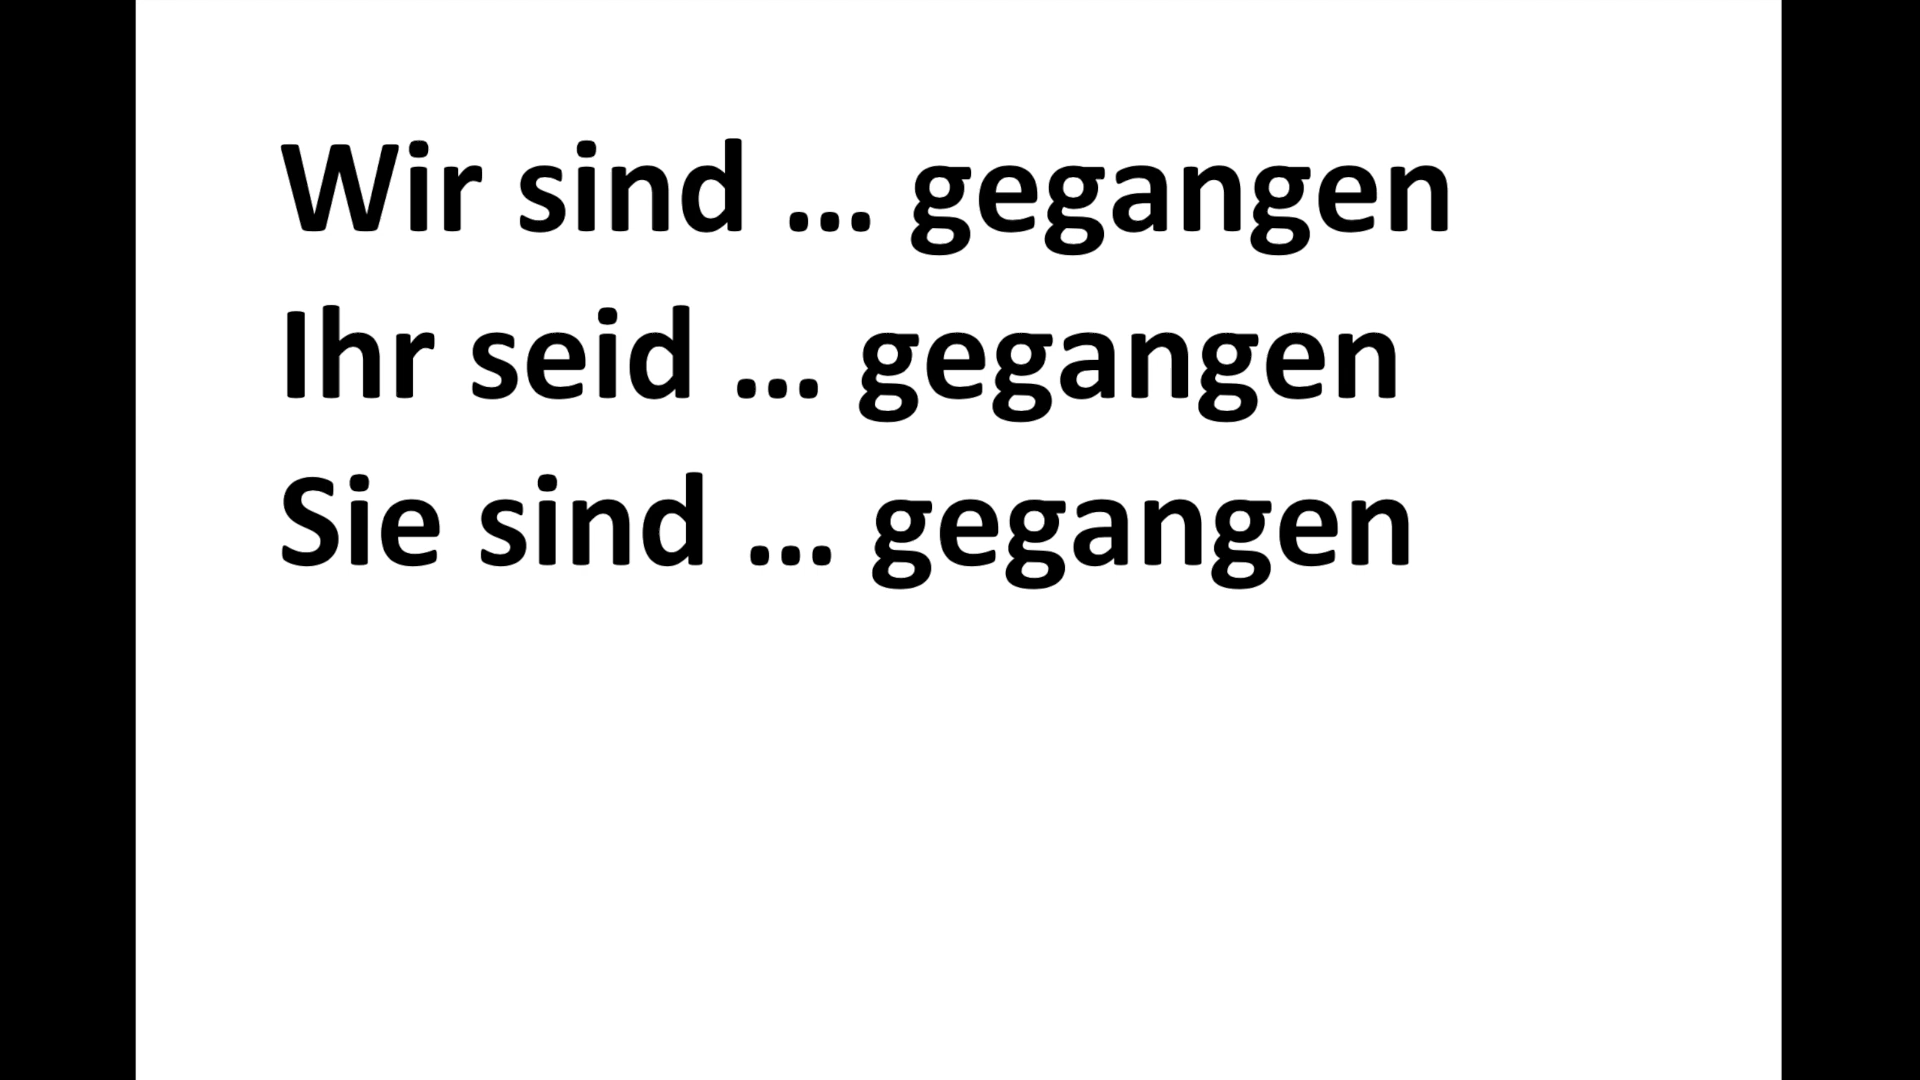 Wir sind … gegangen
Ihr seid … gegangen
Sie sind … gegangen